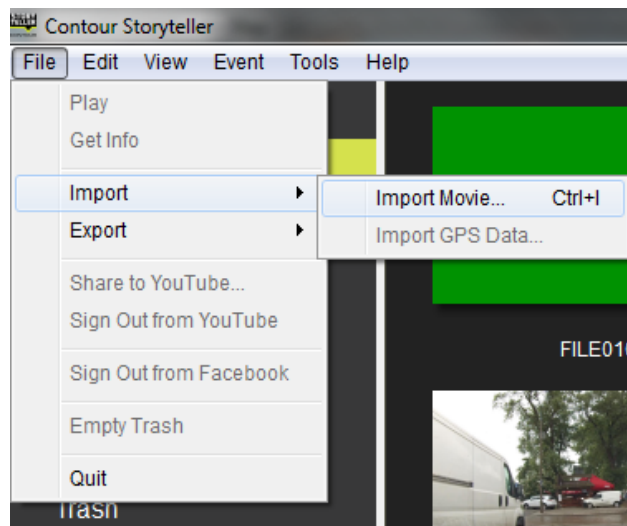 Contour Storyteller
File Edit View Event Tools Help
Play
Get Info
Import
Import Movie... Ctrl+I
Export
Import GPS Data...
Share to YouTube...
Sign Out from YouTube
FILE010
Sign Out from Facebook
Empty Trash
Quit
Trash